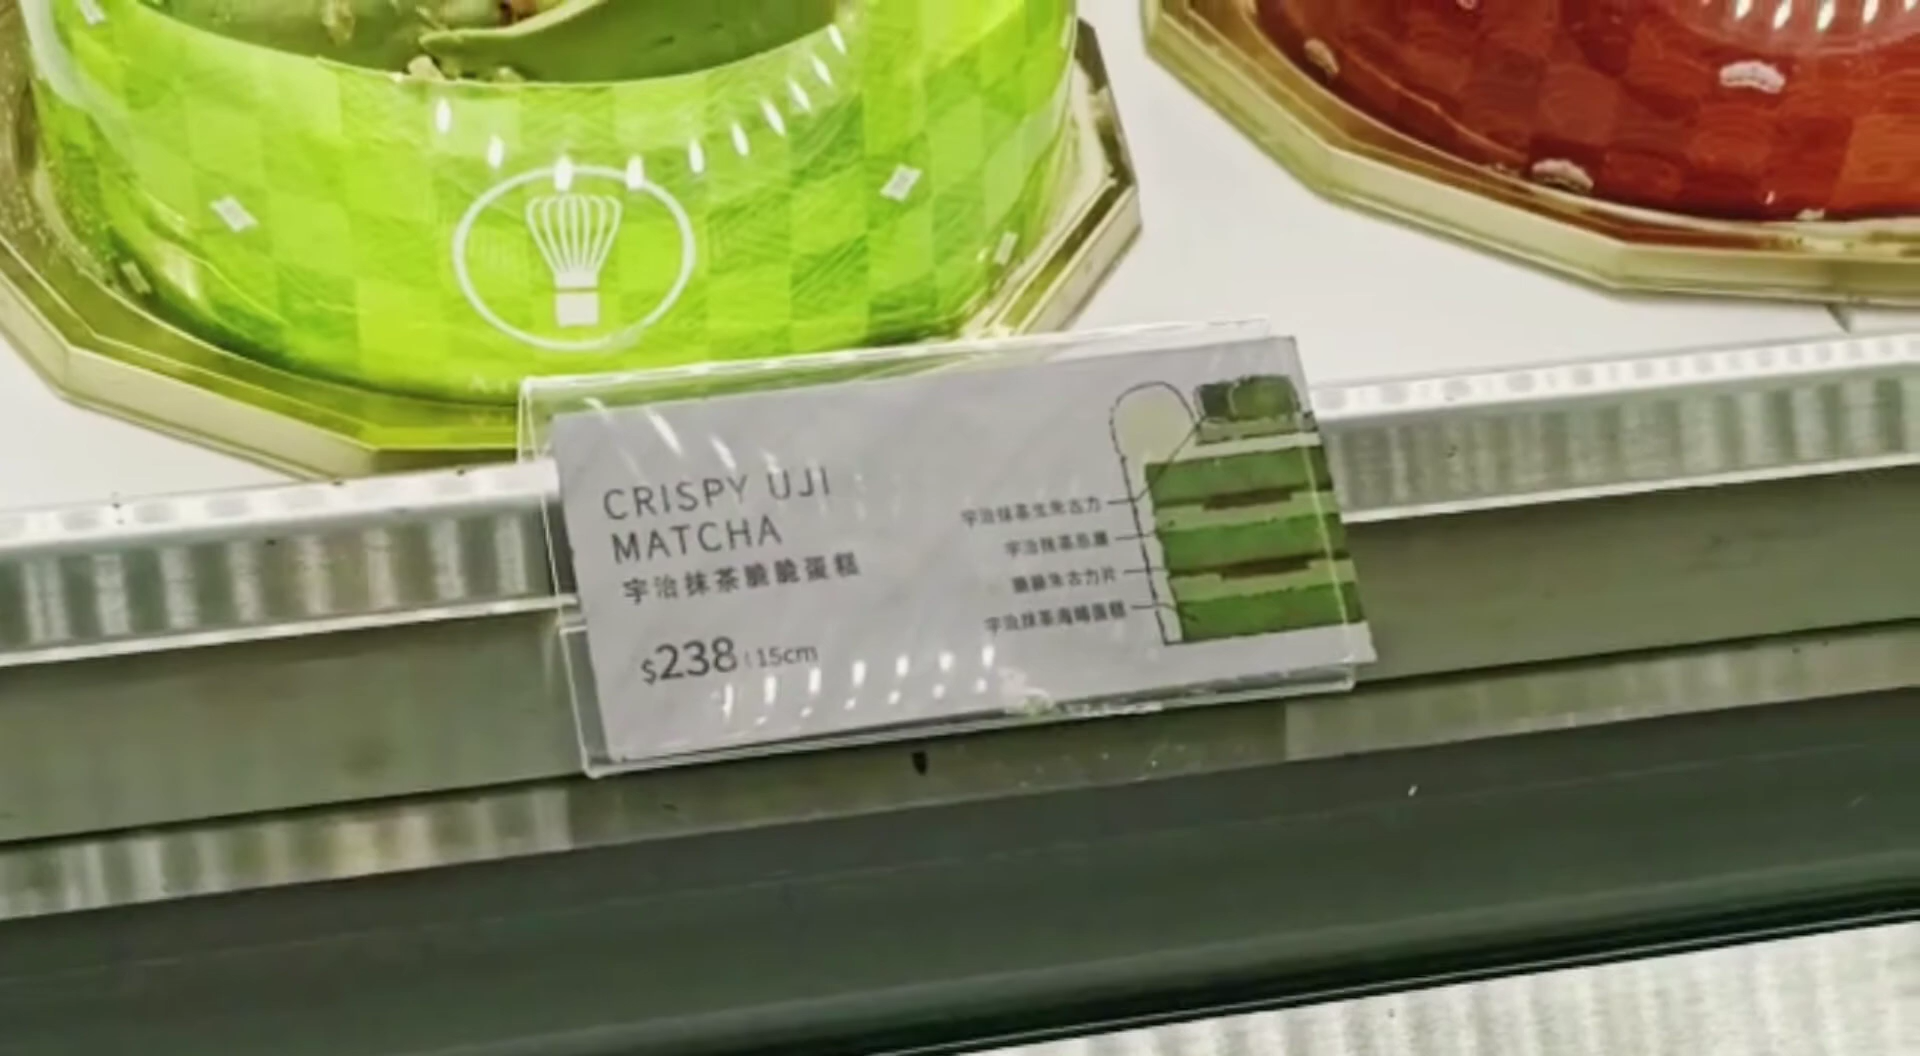 CRISPY UJI
MATCHA
宇治抹茶脆脆蛋糕
$238 15cm
宇治抹茶生朱古力
宇治抹茶忌廉
脆脆朱古力片
宇治抹茶海綿蛋糕